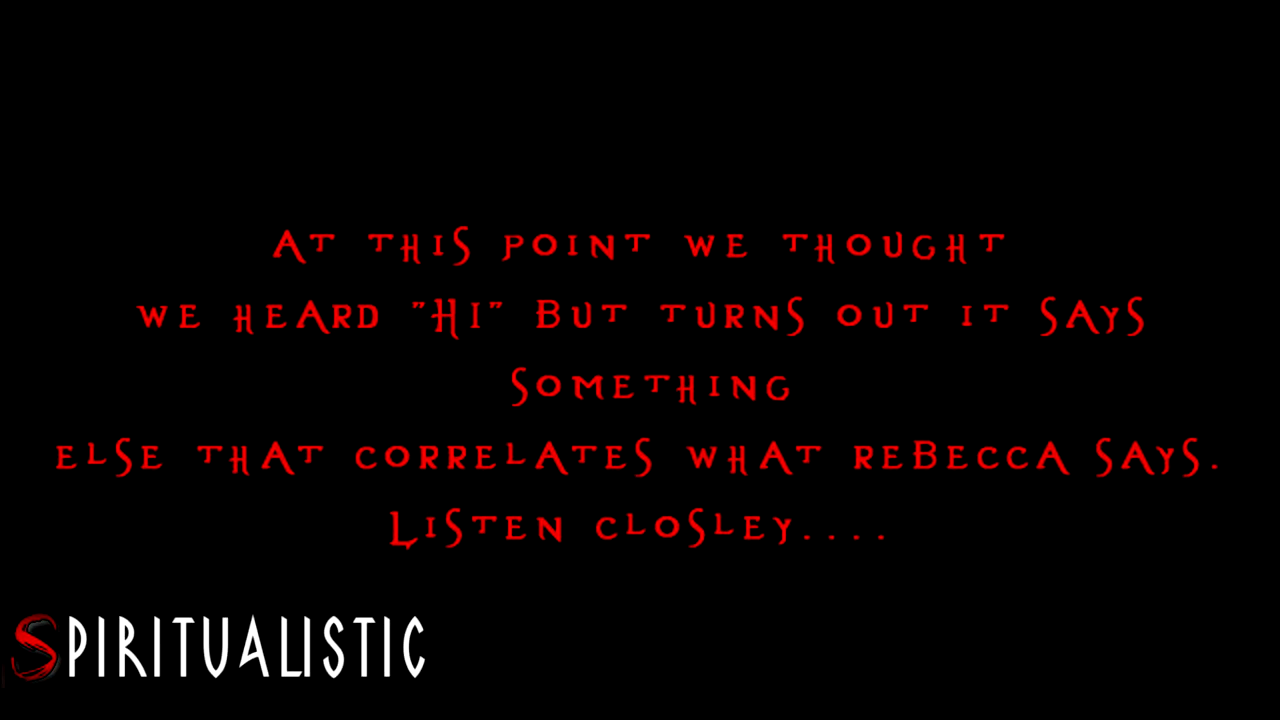 At this point we thought
we heard "Hi" but turns out it says
Something
else that correlates what rebecca says.
Listen closley....
Spiritualistic